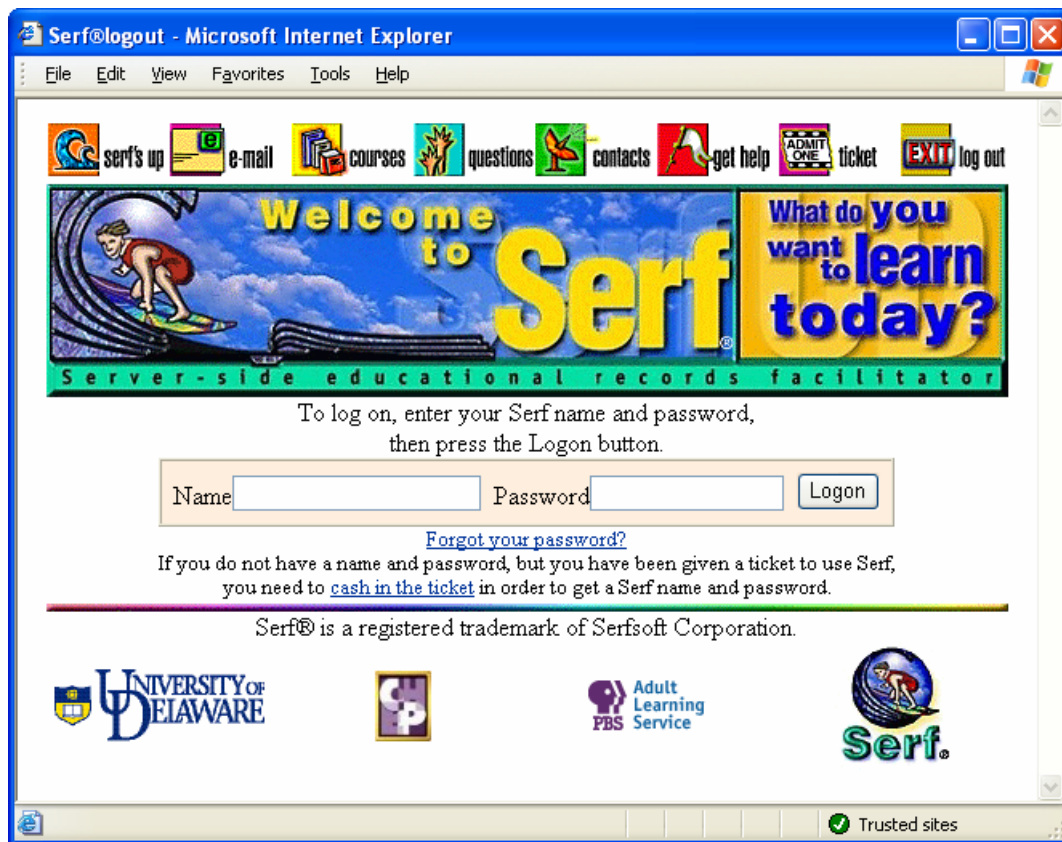 Serf®logout - Microsoft Internet Explorer
File Edit View Favorites Tools Help
serf's up e-mail courses questions contacts get help ADMIT ONE ticket EXIT log out
Welcome to Serf®
What do you want to learn today?
Server-side educational records facilitator
To log on, enter your Serf name and password,
then press the Logon button.
Name Password Logon
Forgot your password?
If you do not have a name and password, but you have been given a ticket to use Serf,
you need to cash in the ticket in order to get a Serf name and password.
Serf® is a registered trademark of Serfsoft Corporation.
UNIVERSITY OF DELAWARE
PBS Adult Learning Service
Serf®
Trusted sites